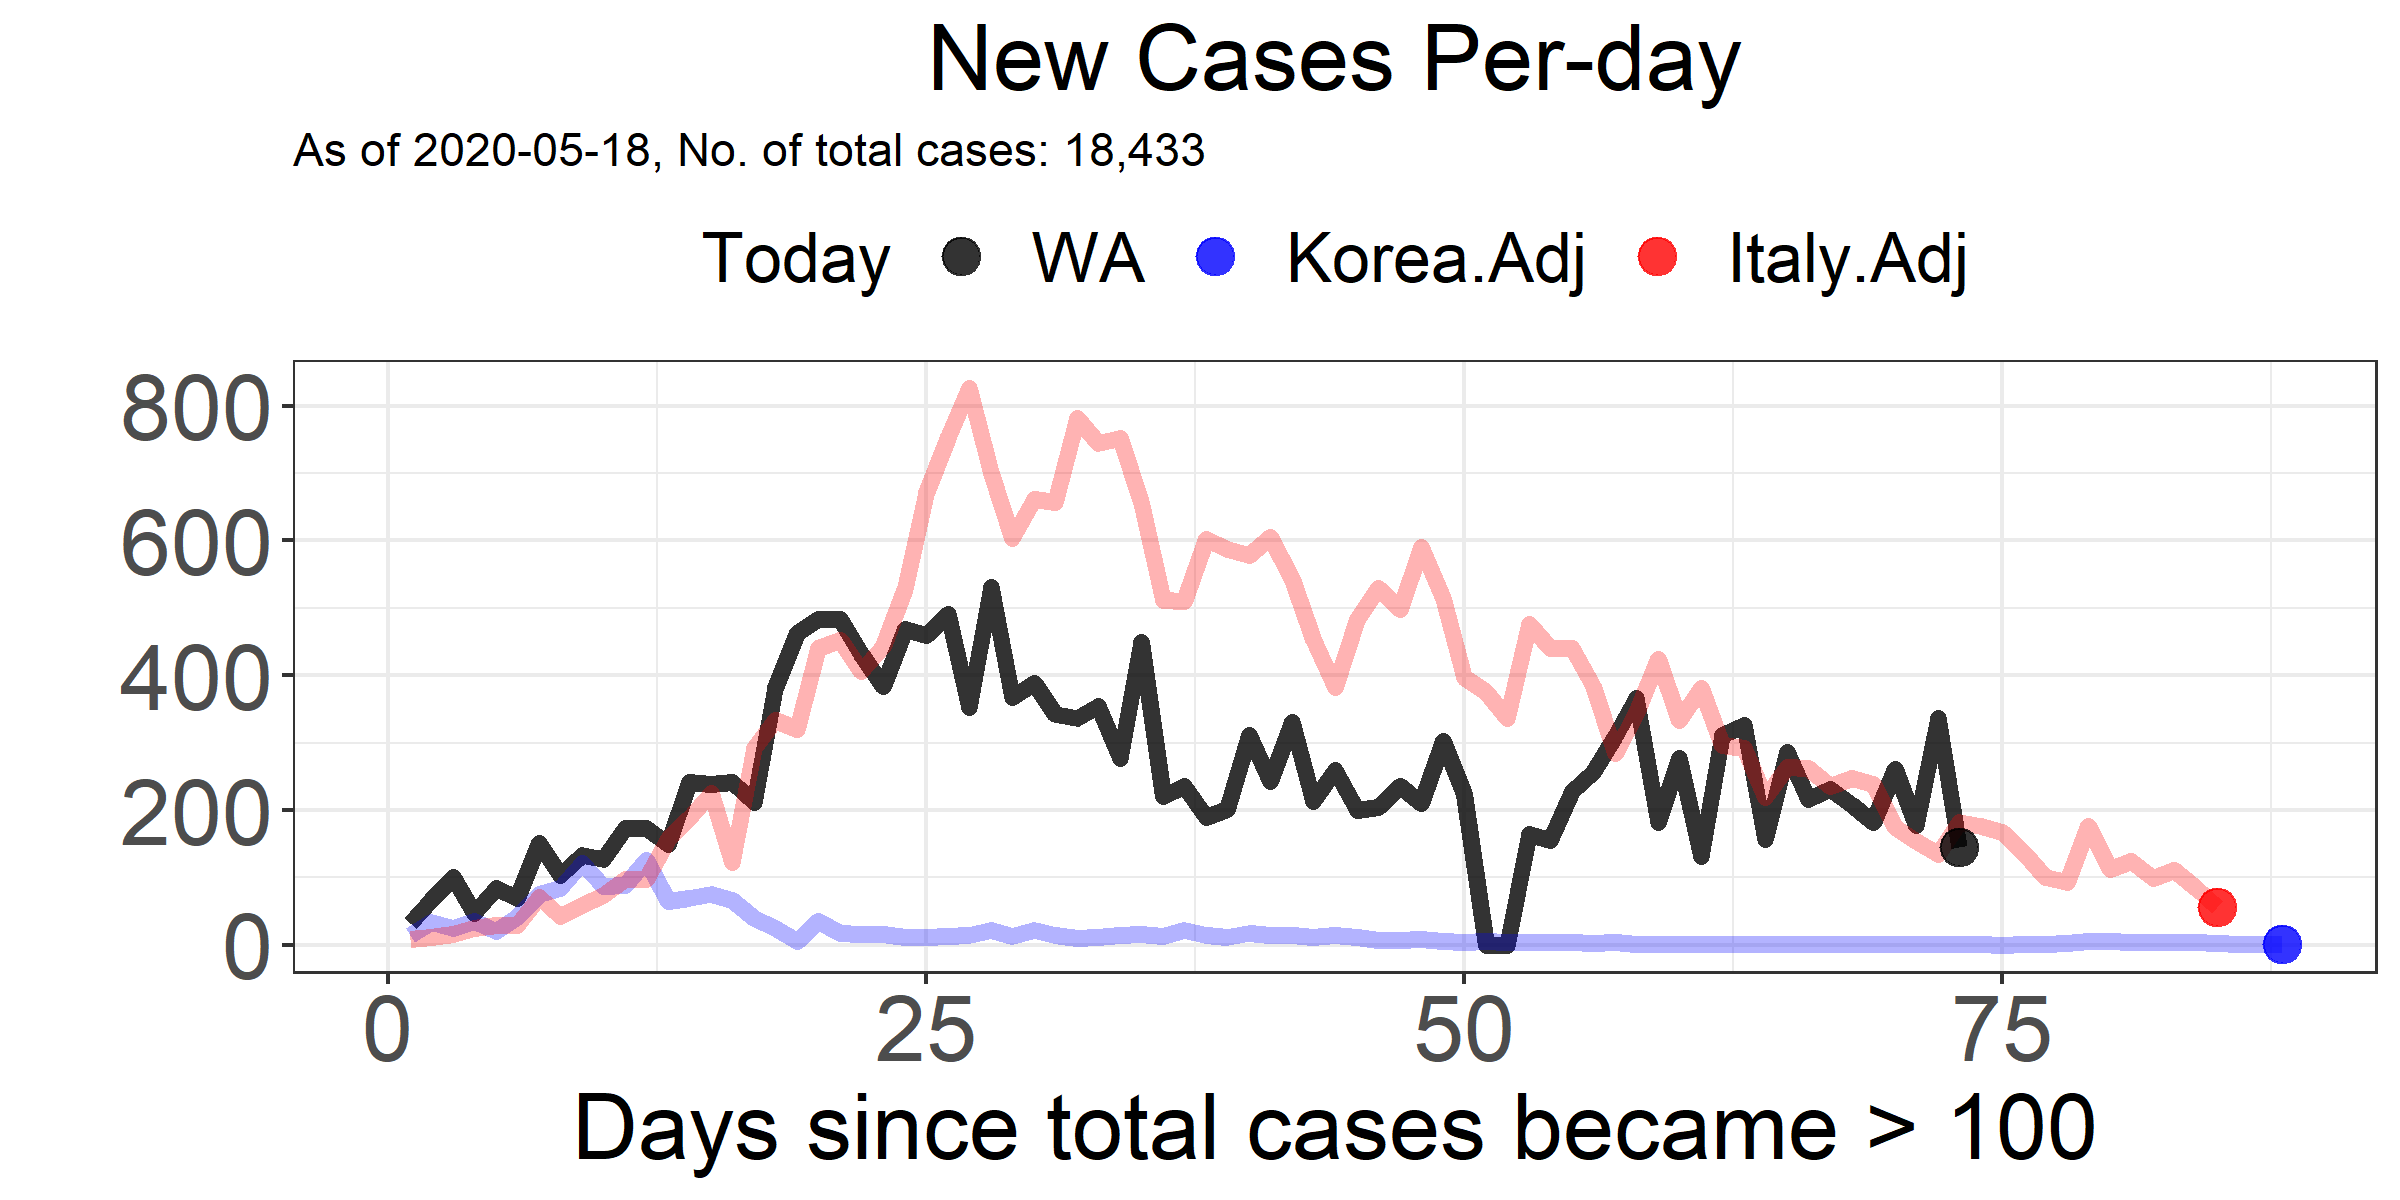 New Cases Per-day
As of 2020-05-18, No. of total cases: 18,433
Today WA Korea.Adj Italy.Adj
800
600
400
200
0
0 25 50 75
Days since total cases became > 100